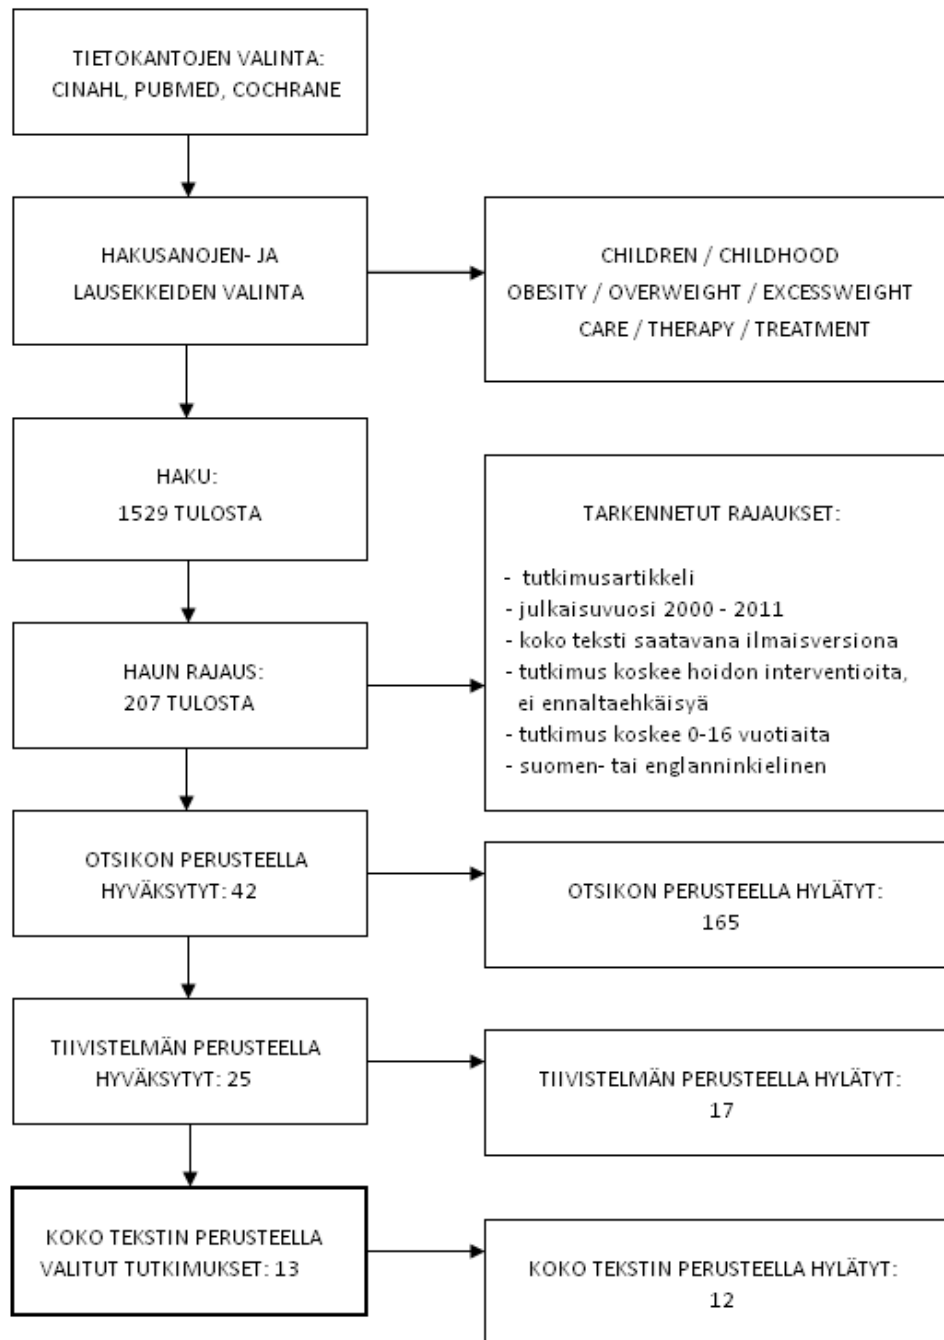 TIETOKANTOJEN VALINTA:
CINAHL, PUBMED, COCHRANE
HAKUSANOJEN- JA
LAUSEKKEIDEN VALINTA
CHILDREN / CHILDHOOD
OBESITY / OVERWEIGHT / EXCESSWEIGHT
CARE / THERAPY / TREATMENT
HAKU:
1529 TULOSTA
HAUN RAJAUS:
207 TULOSTA
TARKENNETUT RAJAUKSET:
- tutkimusartikkeli
- julkaisuvuosi 2000 - 2011
- koko teksti saatavana ilmaisversiona
- tutkimus koskee hoidon interventioita,
ei ennaltaehkäisyä
- tutkimus koskee 0-16 vuotiaita
- suomen- tai englanninkielinen
OTSIKON PERUSTEELLA
HYVÄKSYTYT: 42
OTSIKON PERUSTEELLA HYLÄTYT:
165
TIIVISTELMÄN PERUSTEELLA
HYVÄKSYTYT: 25
TIIVISTELMÄN PERUSTEELLA HYLÄTYT:
17
KOKO TEKSTIN PERUSTEELLA
VALITUT TUTKIMUKSET: 13
KOKO TEKSTIN PERUSTEELLA HYLÄTYT:
12